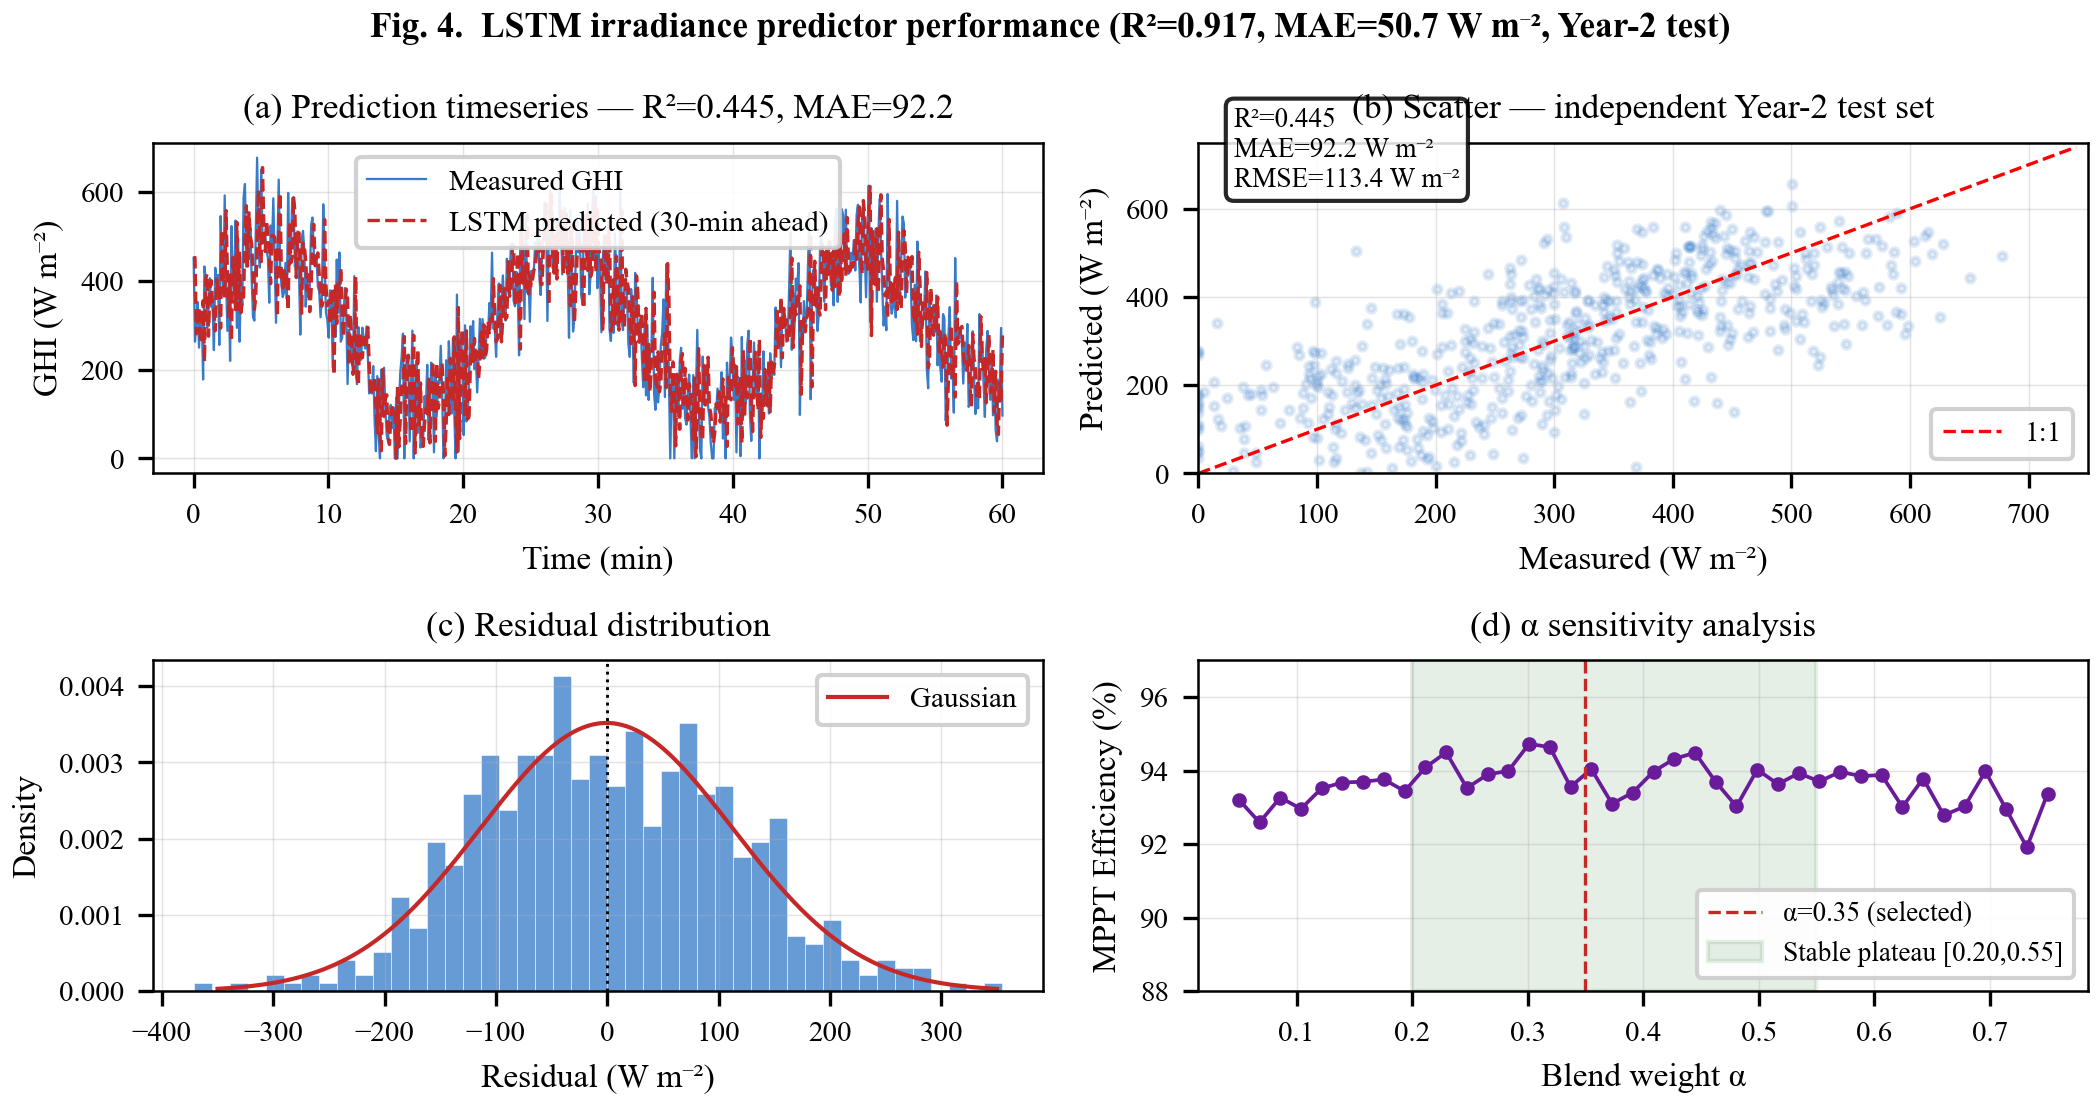 Fig. 4.  LSTM irradiance predictor performance (R²=0.917, MAE=50.7 W m⁻², Year-2 test)
(a) Prediction timeseries — R²=0.445, MAE=92.2
GHI (W m⁻²)
600
400
200
0
Measured GHI
LSTM predicted (30-min ahead)
0 10 20 30 40 50 60
Time (min)
(b) Scatter — independent Year-2 test set
R²=0.445
MAE=92.2 W m⁻²
RMSE=113.4 W m⁻²
Predicted (W m⁻²)
600
400
200
0
1:1
0 100 200 300 400 500 600 700
Measured (W m⁻²)
(c) Residual distribution
Density
0.004
0.003
0.002
0.001
0.000
Gaussian
−400 −300 −200 −100 0 100 200 300
Residual (W m⁻²)
(d) α sensitivity analysis
MPPT Efficiency (%)
96
94
92
90
88
α=0.35 (selected)
Stable plateau [0.20,0.55]
0.1 0.2 0.3 0.4 0.5 0.6 0.7
Blend weight α